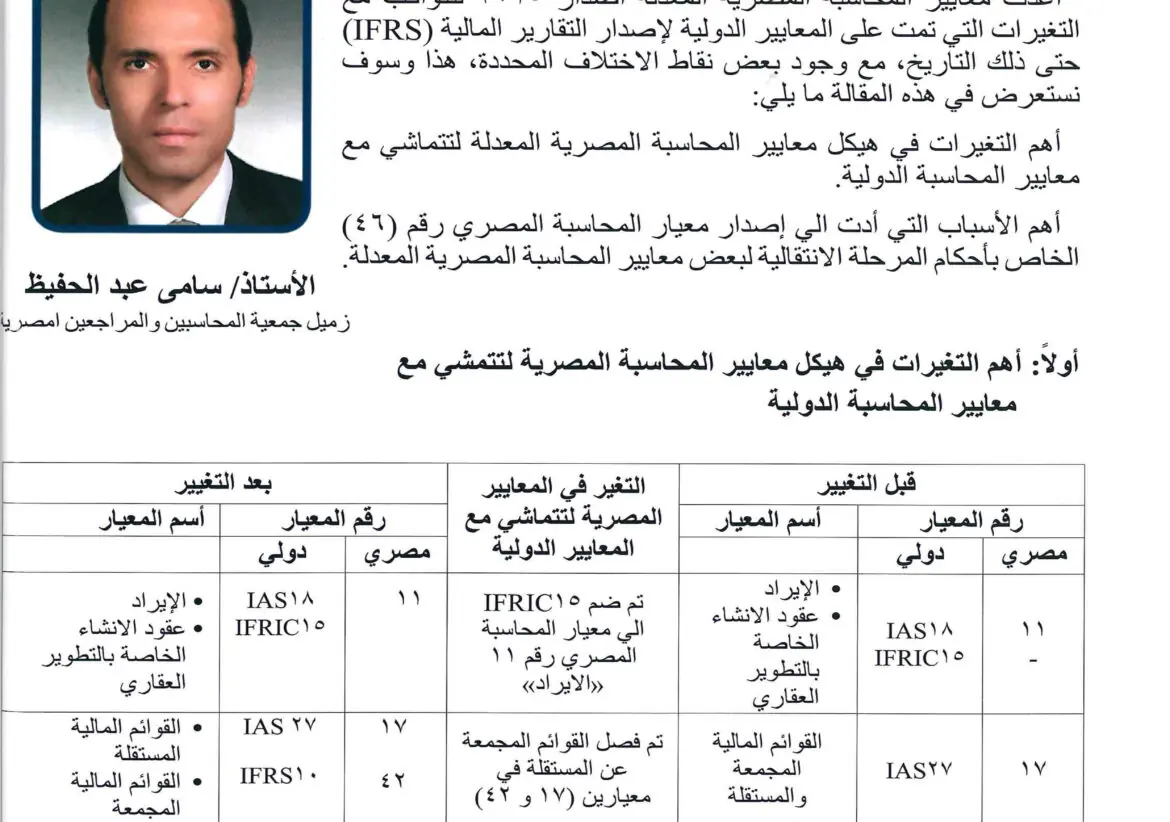 أعدت معايير المحاسبة المصرية المعدلة
التغيرات التي تمت على المعايير الدولية لإصدار التقارير المالية (IFRS)
حتى ذلك التاريخ، مع وجود بعض نقاط الاختلاف المحددة، هذا وسوف
نستعرض في هذه المقالة ما يلي:
أهم التغيرات في هيكل معايير المحاسبة المصرية المعدلة لتتماشي مع
معايير المحاسبة الدولية.
أهم الأسباب التي أدت الي إصدار معيار المحاسبة المصري رقم (٤٦)
الخاص بأحكام المرحلة الانتقالية لبعض معايير المحاسبة المصرية المعدلة.
الأستاذ/ سامى عبد الحفيظ
زميل جمعية المحاسبين والمراجعين امصرية
أولاً: أهم التغيرات في هيكل معايير المحاسبة المصرية لتتمشي مع
معايير المحاسبة الدولية
قبل التغيير
التغر في المعايير
المصرية لتتماشي مع
المعايير الدولية
بعد التغيير
رقم المعيار
أسم المعيار
رقم المعيار
أسم المعيار
مصري
دولي
مصري
دولي
١١
-
IAS١٨
IFRIC١٥
• الإيراد
• عقود الانشاء
الخاصة
بالتطوير
العقاري
تم ضم IFRIC١٥
الي معيار المحاسبة
المصري رقم ١١
«الايراد»
١١
IAS١٨
IFRIC١٥
• الإيراد
• عقود الانشاء
الخاصة بالتطوير
العقاري
١٧
IAS٢٧
القوائم المالية
المجمعة
والمستقلة
تم فصل القوائم المجمعة
عن المستقلة في
معيارين (١٧ و ٤٢)
١٧
٤٢
IAS ٢٧
IFRS١٠
• القوائم المالية
المستقلة
• القوائم المالية
المجمعة